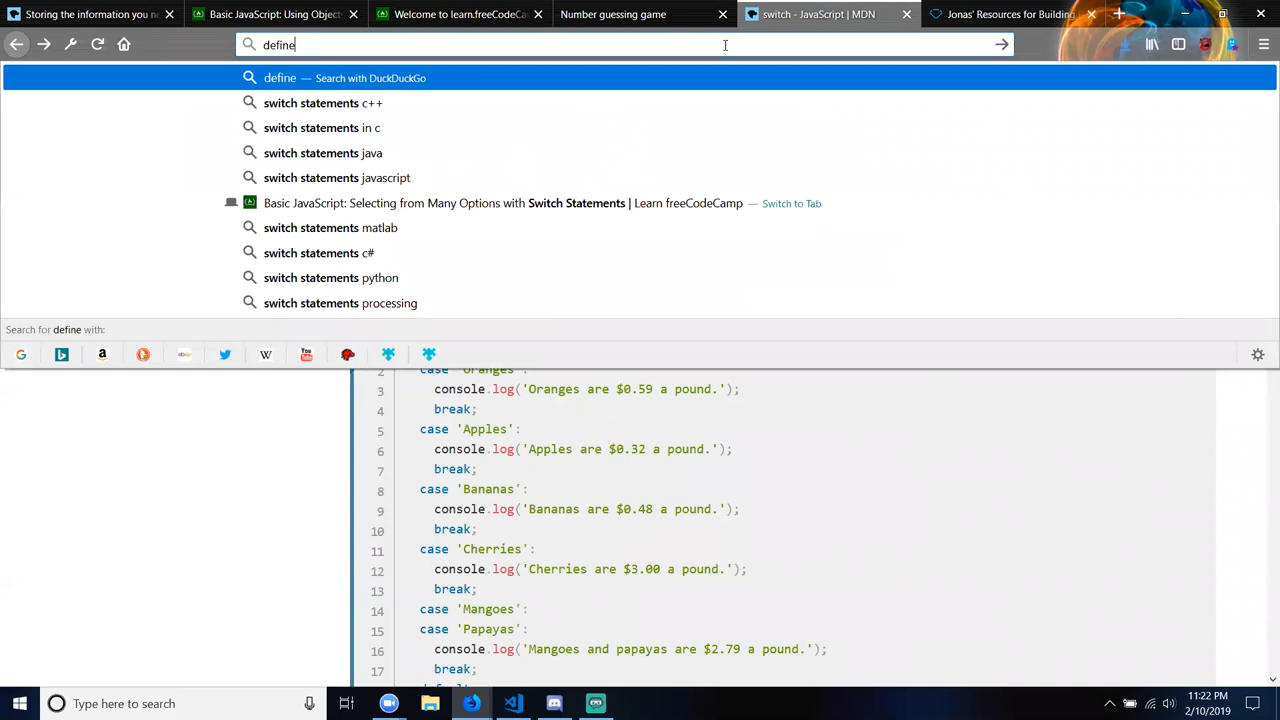 Storing the information you ne
Basic JavaScript: Using Object
Welcome to learn.freeCodeCa
Number guessing game
switch - JavaScript | MDN
Jonas' Resources for Building
define
define — Search with DuckDuckGo
switch statements c++
switch statements in c
switch statements java
switch statements javascript
Basic JavaScript: Selecting from Many Options with Switch Statements | Learn freeCodeCamp — Switch to Tab
switch statements matlab
switch statements c#
switch statements python
switch statements processing
Search for define with:
2 case 'Oranges':
3 console.log('Oranges are $0.59 a pound.');
4 break;
5 case 'Apples':
6 console.log('Apples are $0.32 a pound.');
7 break;
8 case 'Bananas':
9 console.log('Bananas are $0.48 a pound.');
10 break;
11 case 'Cherries':
12 console.log('Cherries are $3.00 a pound.');
13 break;
14 case 'Mangoes':
15 case 'Papayas':
16 console.log('Mangoes and papayas are $2.79 a pound.');
17 break;
Type here to search
11:22 PM
2/10/2019